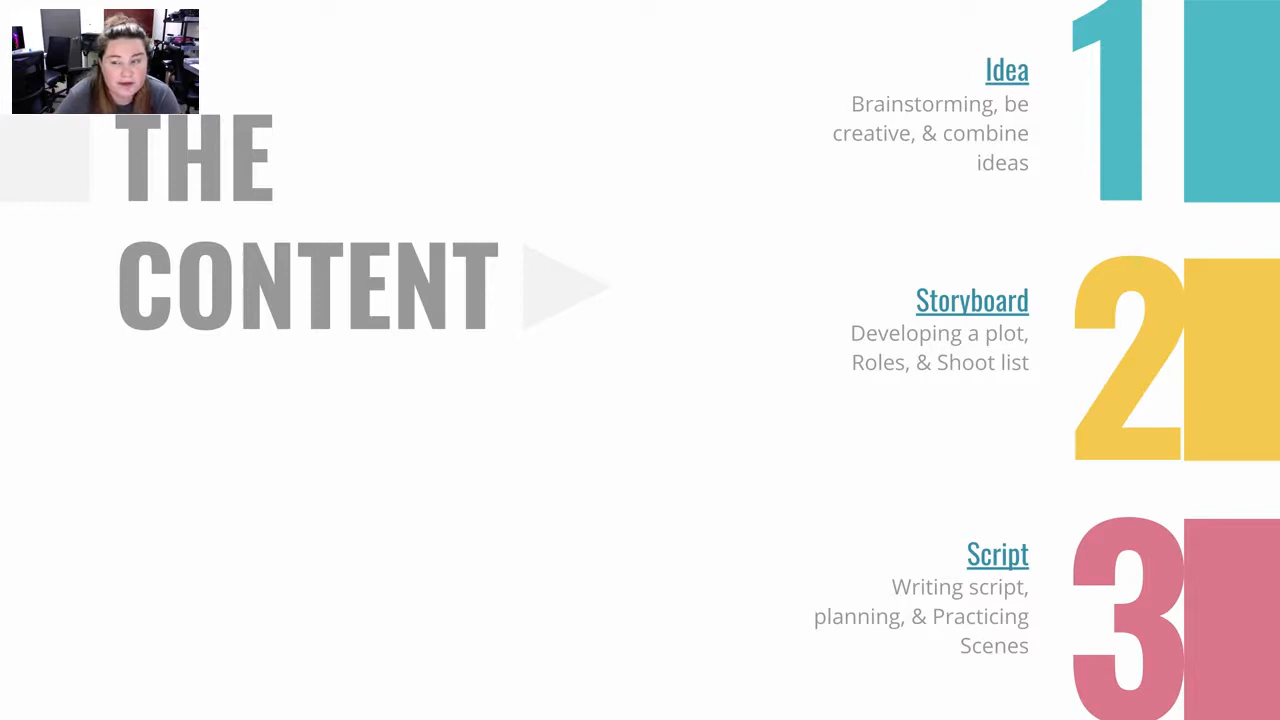 THE
CONTENT
Idea
Brainstorming, be
creative, & combine
ideas
1
Storyboard
Developing a plot,
Roles, & Shoot list
2
Script
Writing script,
planning, & Practicing
Scenes
3